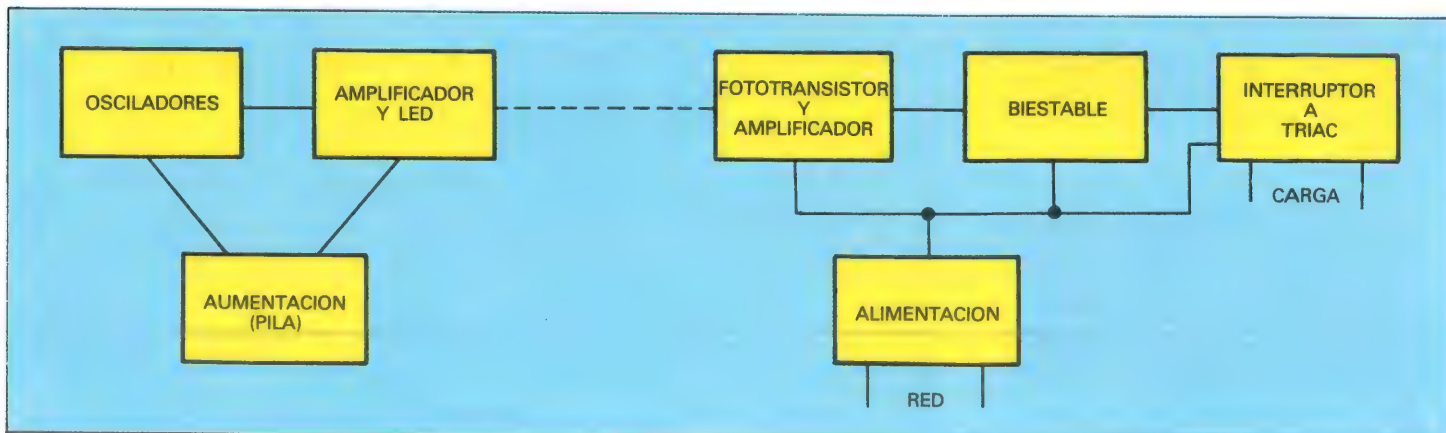 OSCILADORES
AMPLIFICADOR
Y LED
FOTOTRANSISTOR
Y
AMPLIFICADOR
BIESTABLE
INTERRUPTOR
A
TRIAC
CARGA
AUMENTACION
(PILA)
ALIMENTACION
RED